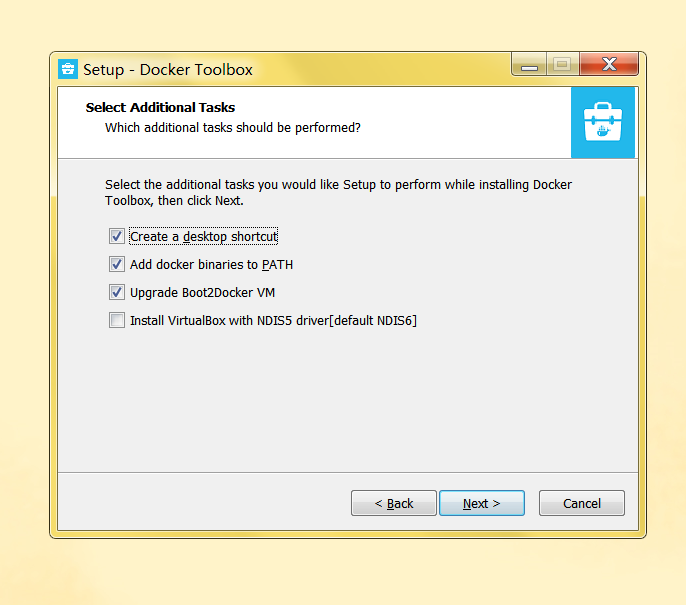 Setup - Docker Toolbox
Select Additional Tasks
Which additional tasks should be performed?
Select the additional tasks you would like Setup to perform while installing Docker
Toolbox, then click Next.
Create a desktop shortcut
Add docker binaries to PATH
Upgrade Boot2Docker VM
Install VirtualBox with NDIS5 driver[default NDIS6]
< Back
Next >
Cancel